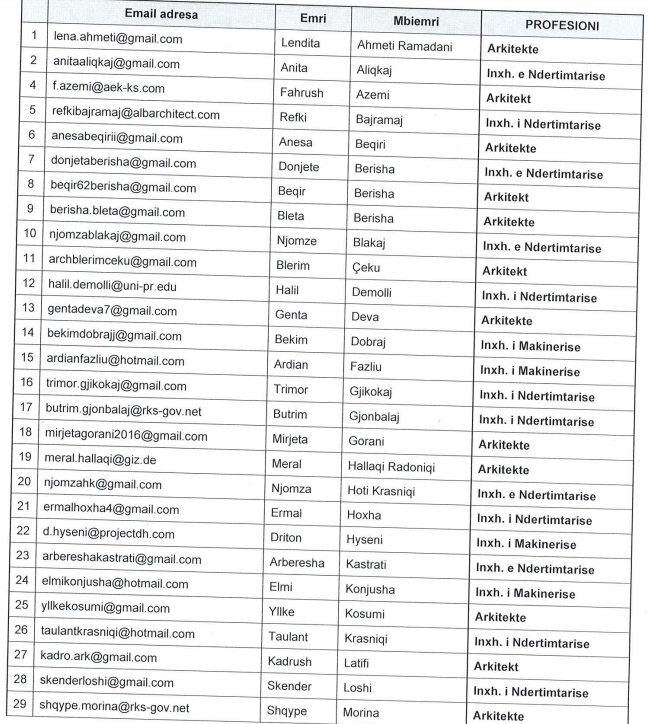 Email adresa Emri Mbiemri PROFESIONI
1 lena.ahmeti@gmail.com Lendita Ahmeti Ramadani Arkitekte
2 anitaaliqkaj@gmail.com Anita Aliqkaj Inxh. e Ndertimtarise
4 f.azemi@aek-ks.com Fahrush Azemi Arkitekt
5 refkibajramaj@albarchitect.com Refki Bajramaj Inxh. i Ndertimtarise
6 anesabeqirii@gmail.com Anesa Beqiri Arkitekte
7 donjetaberisha@gmail.com Donjete Berisha Inxh. e Ndertimtarise
8 beqir62berisha@gmail.com Beqir Berisha Arkitekt
9 berisha.bleta@gmail.com Bleta Berisha Arkitekte
10 njomzablakaj@gmail.com Njomze Blakaj Inxh. e Ndertimtarise
11 archblerimceku@gmail.com Blerim Çeku Arkitekt
12 halil.demolli@uni-pr.edu Halil Demolli Inxh. i Ndertimtarise
13 gentadeva7@gmail.com Genta Deva Arkitekte
14 bekimdobrajj@gmail.com Bekim Dobraj Inxh. i Makinerise
15 ardianfazliu@hotmail.com Ardian Fazliu Inxh. i Makinerise
16 trimor.gjikokaj@gmail.com Trimor Gjikokaj Inxh. i Ndertimtarise
17 butrim.gjonbalaj@rks-gov.net Butrim Gjonbalaj Inxh. i Ndertimtarise
18 mirjetagorani2016@gmail.com Mirjeta Gorani Arkitekte
19 meral.hallaqi@giz.de Meral Hallaqi Radoniqi Arkitekte
20 njomzahk@gmail.com Njomza Hoti Krasniqi Inxh. e Ndertimtarise
21 ermalhoxha4@gmail.com Ermal Hoxha Inxh. i Ndertimtarise
22 d.hyseni@projectdh.com Driton Hyseni Inxh. i Makinerise
23 arbereshakastrati@gmail.com Arberesha Kastrati Inxh. e Ndertimtarise
24 elmikonjusha@hotmail.com Elmi Konjusha Inxh. i Makinerise
25 yllkekosumi@gmail.com Yllke Kosumi Arkitekte
26 taulantkrasniqi@hotmail.com Taulant Krasniqi Inxh. i Ndertimtarise
27 kadro.ark@gmail.com Kadrush Latifi Arkitekt
28 skenderloshi@gmail.com Skender Loshi Inxh. i Ndertimtarise
29 shqype.morina@rks-gov.net Shqype Morina Arkitekte